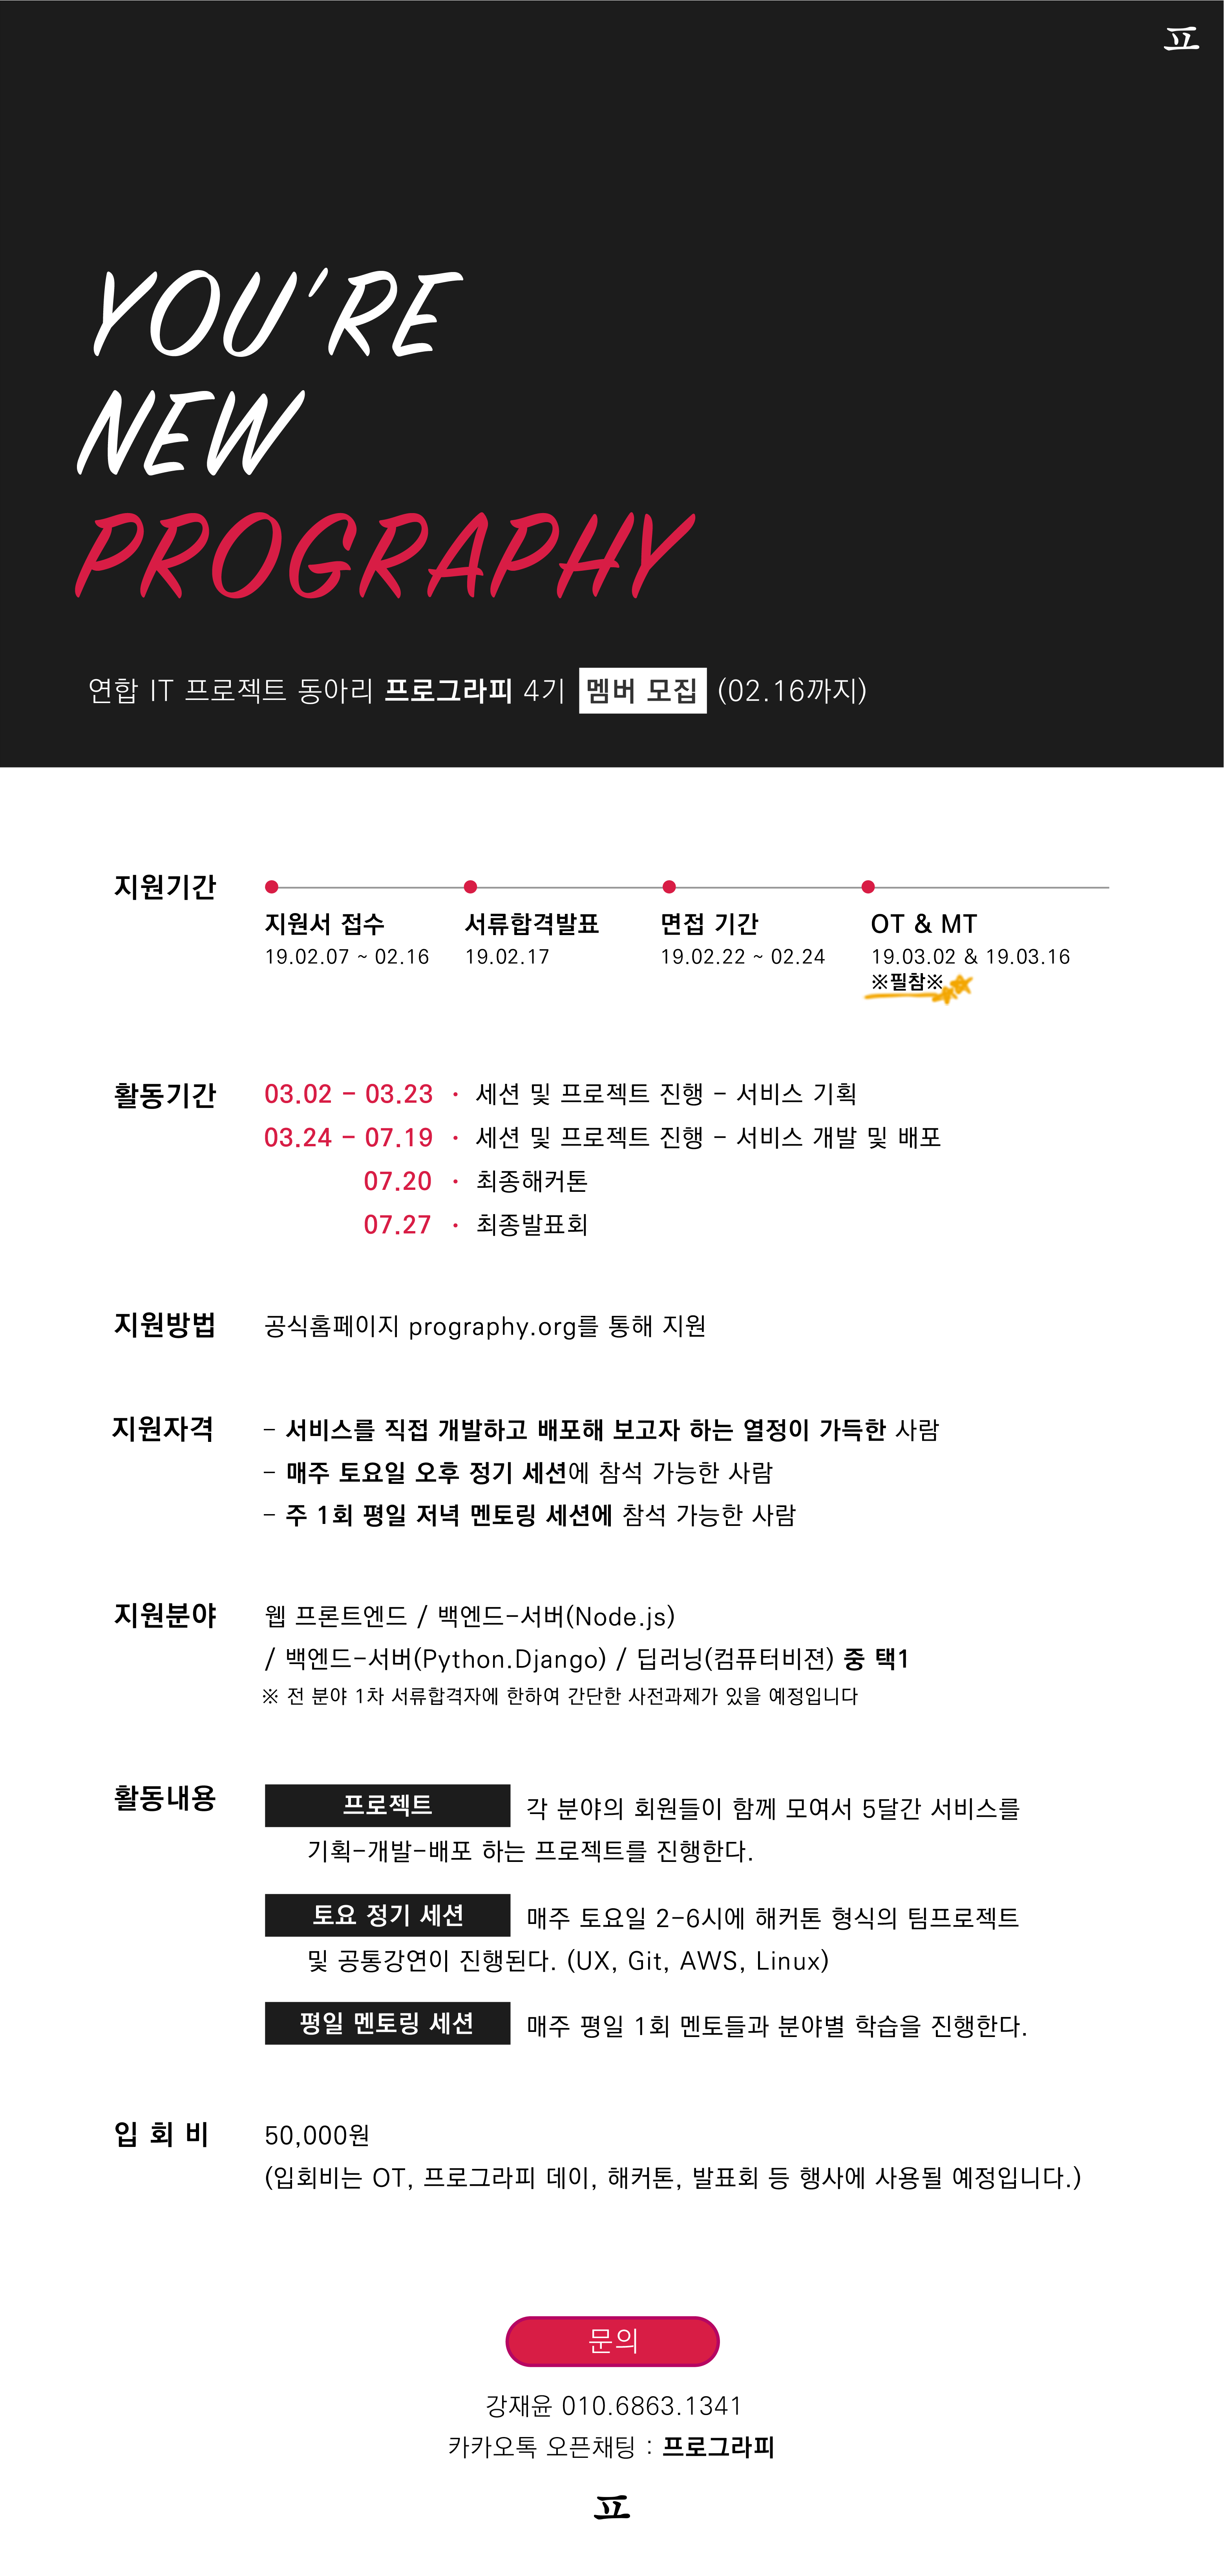 프
YOU'RE
NEW
PROGRAPHY
연합 IT 프로젝트 동아리 프로그라피 4기 멤버 모집 (02.16까지)
지원기간
지원서 접수 서류합격발표 면접 기간 OT & MT
19.02.07 ~ 02.16 19.02.17 19.02.22 ~ 02.24 19.03.02 & 19.03.16
※필참※
활동기간 03.02 - 03.23 · 세션 및 프로젝트 진행 - 서비스 기획
03.24 - 07.19 · 세션 및 프로젝트 진행 - 서비스 개발 및 배포
07.20 · 최종해커톤
07.27 · 최종발표회
지원방법 공식홈페이지 prography.org를 통해 지원
지원자격 - 서비스를 직접 개발하고 배포해 보고자 하는 열정이 가득한 사람
- 매주 토요일 오후 정기 세션에 참석 가능한 사람
- 주 1회 평일 저녁 멘토링 세션에 참석 가능한 사람
지원분야 웹 프론트엔드 / 백엔드-서버(Node.js)
/ 백엔드-서버(Python.Django) / 딥러닝(컴퓨터비젼) 중 택1
※ 전 분야 1차 서류합격자에 한하여 간단한 사전과제가 있을 예정입니다
활동내용 프로젝트 각 분야의 회원들이 함께 모여서 5달간 서비스를
기획-개발-배포 하는 프로젝트를 진행한다.
토요 정기 세션 매주 토요일 2-6시에 해커톤 형식의 팀프로젝트
및 공통강연이 진행된다. (UX, Git, AWS, Linux)
평일 멘토링 세션 매주 평일 1회 멘토들과 분야별 학습을 진행한다.
입 회 비 50,000원
(입회비는 OT, 프로그라피 데이, 해커톤, 발표회 등 행사에 사용될 예정입니다.)
문의
강재윤 010.6863.1341
카카오톡 오픈채팅 : 프로그라피
프